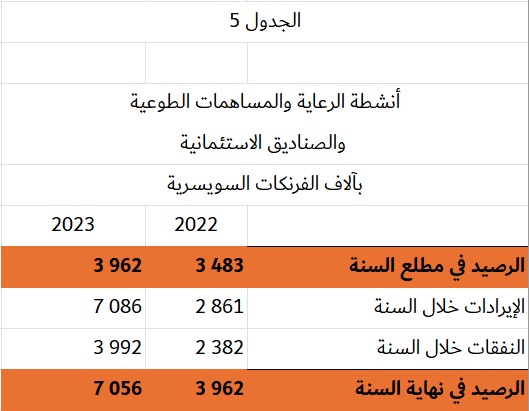 الجدول 5
أنشطة الرعاية والمساهمات الطوعية
والصناديق الاستئمانية
بآلاف الفرنكات السويسرية
2022 2023
الرصيد في مطلع السنة 3 483 3 962
الإيرادات خلال السنة 2 861 7 086
النفقات خلال السنة 2 382 3 992
الرصيد في نهاية السنة 3 962 7 056